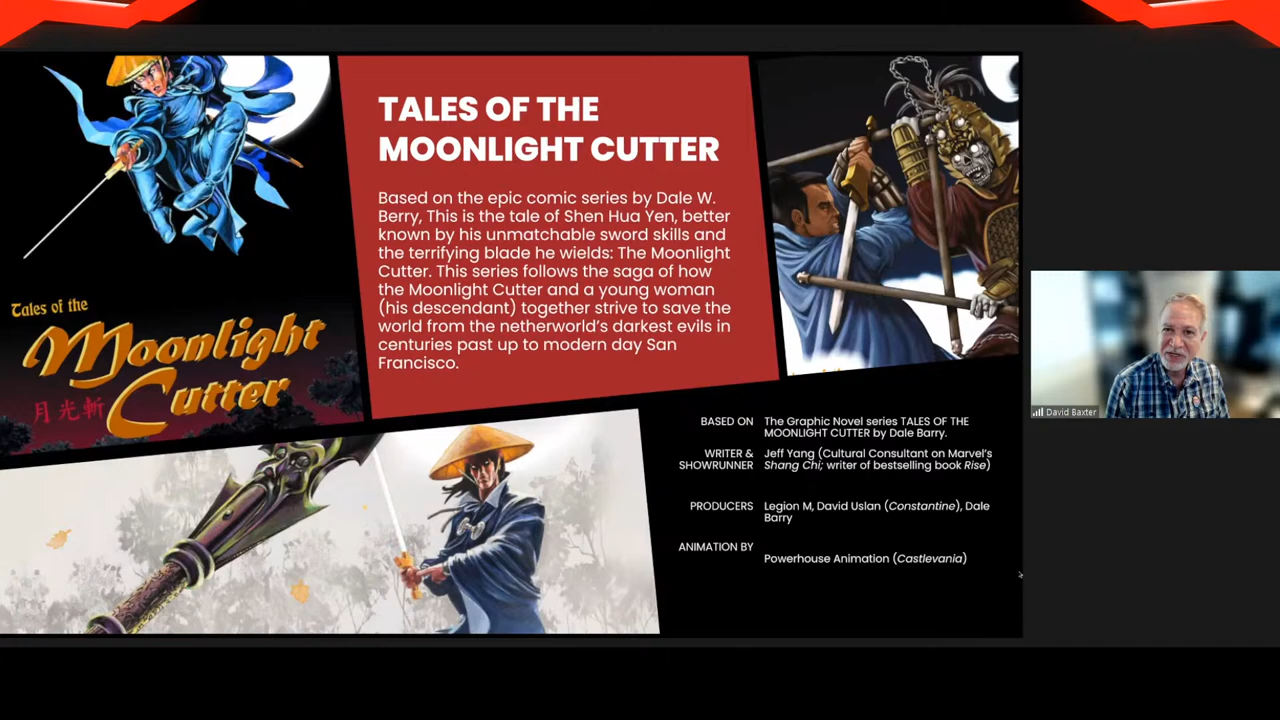 TALES OF THE
MOONLIGHT CUTTER
Based on the epic comic series by Dale W.
Berry, This is the tale of Shen Hua Yen, better
known by his unmatchable sword skills and
the terrifying blade he wields: The Moonlight
Cutter. This series follows the saga of how
the Moonlight Cutter and a young woman
(his descendant) together strive to save the
world from the netherworld's darkest evils in
centuries past up to modern day San
Francisco.
Tales of the
Moonlight
Cutter
月光斬
BASED ON The Graphic Novel series TALES OF THE
MOONLIGHT CUTTER by Dale Barry.
WRITER & Jeff Yang (Cultural Consultant on Marvel's
SHOWRUNNER Shang Chi; writer of bestselling book Rise)
PRODUCERS Legion M, David Uslan (Constantine), Dale
Barry
ANIMATION BY
Powerhouse Animation (Castlevania)
David Baxter